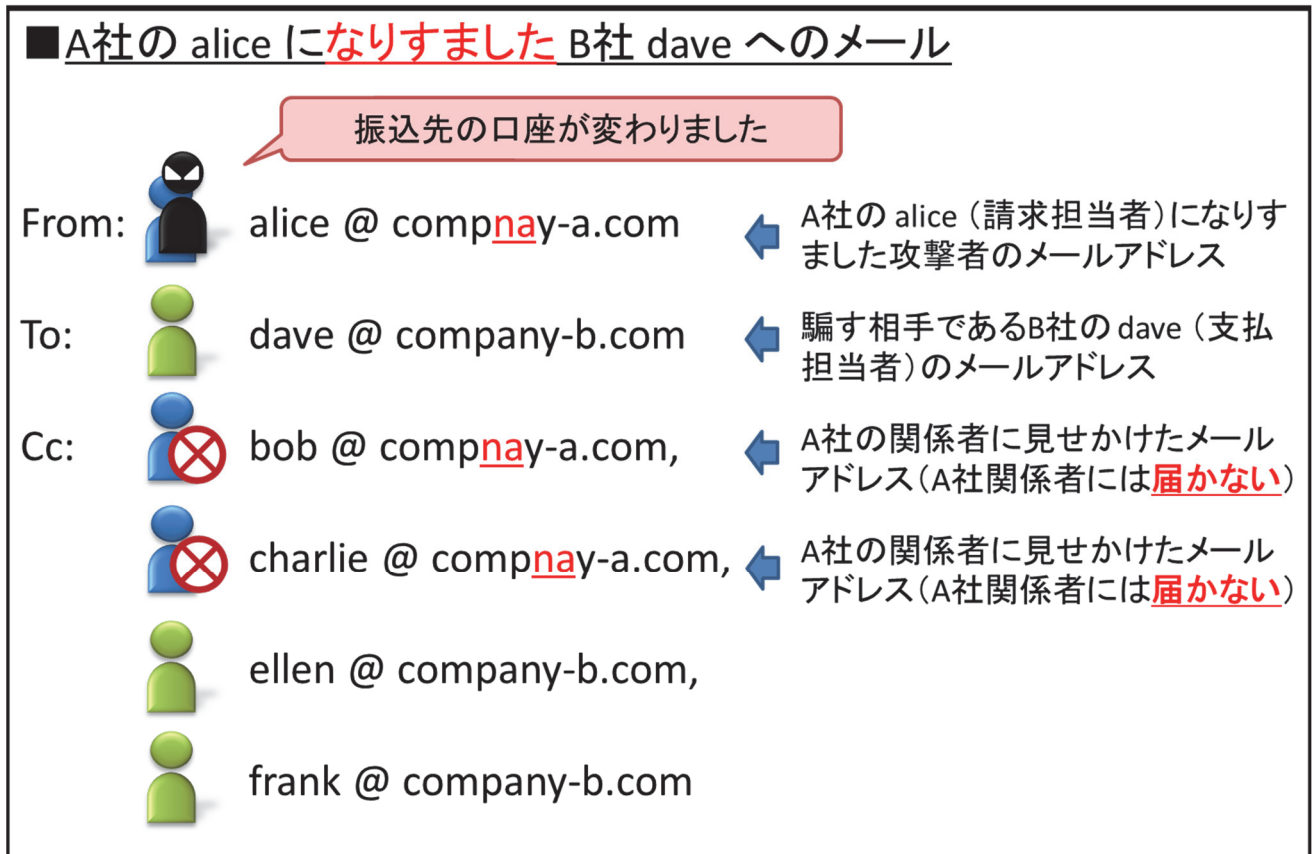 ■A社の alice になりすました B社 dave へのメール
振込先の口座が変わりました
From: alice @ compnay-a.com
A社の alice（請求担当者）になりす
ました攻撃者のメールアドレス
To: dave @ company-b.com
騙す相手であるB社の dave（支払
担当者）のメールアドレス
Cc: bob @ compnay-a.com,
A社の関係者に見せかけたメール
アドレス（A社関係者には届かない）
charlie @ compnay-a.com,
A社の関係者に見せかけたメール
アドレス（A社関係者には届かない）
ellen @ company-b.com,
frank @ company-b.com